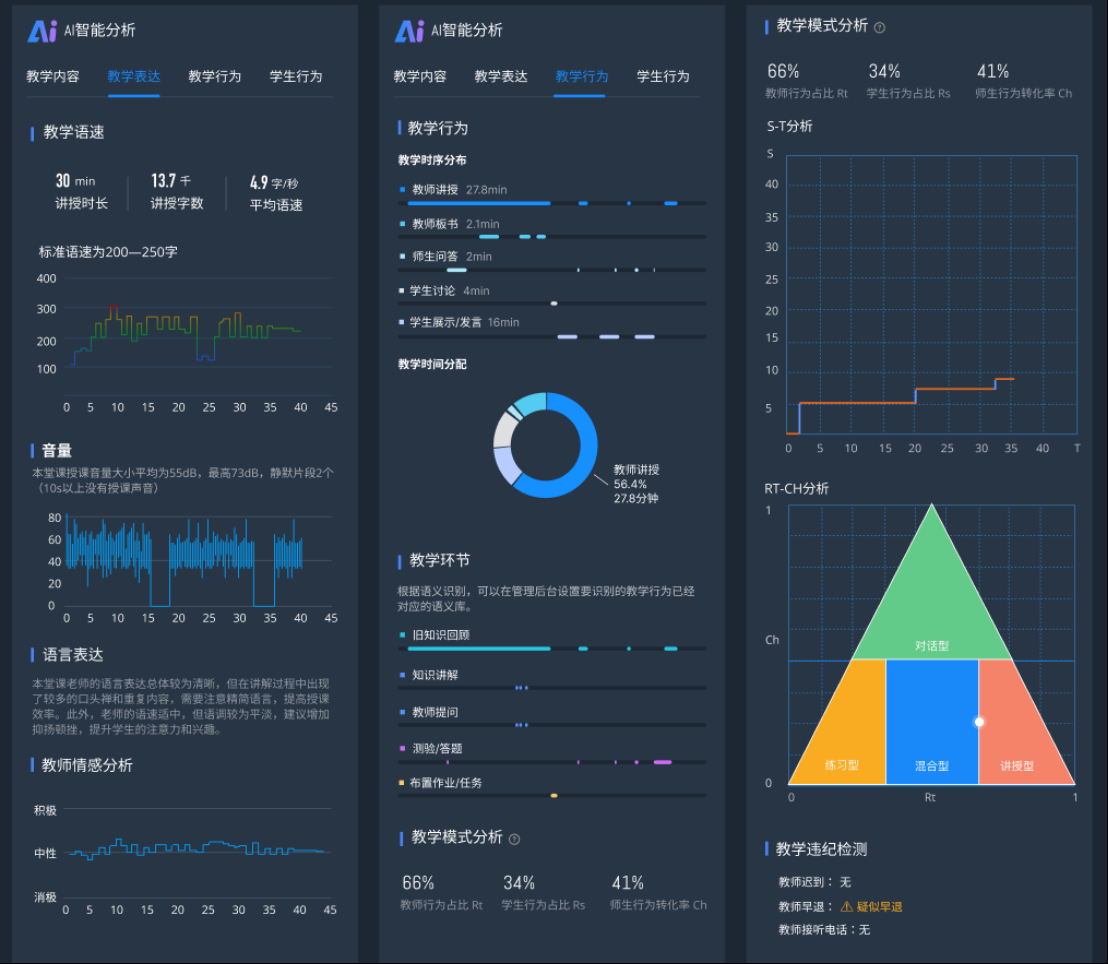 Ai AI智能分析
教学内容 教学表达 教学行为 学生行为
教学语速
30 min 13.7 千 4.9 字/秒
讲授时长 讲授字数 平均语速
标准语速为200—250字
400
300
200
100
0 5 10 15 20 25 30 35 40 45
音量
本堂课授课音量大小平均为55dB，最高73dB，静默片段2个
（10s以上没有授课声音）
80
60
40
20
0
0 5 10 15 20 25 30 35 40 45
语言表达
本堂课老师的语言表达总体较为清晰，但在讲解过程中出现
了较多的口头禅和重复内容，需要注意精简语言，提高授课
效率。此外，老师的语速适中，但语调较为平淡，建议增加
抑扬顿挫，提升学生的注意力和兴趣。
教师情感分析
积极
中性
消极
0 5 10 15 20 25 30 35 40 45
Ai AI智能分析
教学内容 教学表达 教学行为 学生行为
教学行为
教学时序分布
教师讲授 27.8min
教师板书 2.1min
师生问答 2min
学生讨论 4min
学生展示/发言 16min
教学时间分配
教师讲授
56.4%
27.8分钟
教学环节
根据语义识别，可以在管理后台设置要识别的教学行为已经
对应的语义库。
旧知识回顾
知识讲解
教师提问
测验/答题
布置作业/任务
教学模式分析 ?
66% 34% 41%
教师行为占比 Rt 学生行为占比 Rs 师生行为转化率 Ch
教学模式分析 ?
66% 34% 41%
教师行为占比 Rt 学生行为占比 Rs 师生行为转化率 Ch
S-T分析
S
40
35
30
25
20
15
10
5
0 5 10 15 20 25 30 35 40 T
RT-CH分析
1
Ch
对话型
练习型 混合型 讲授型
0
0 Rt 1
教学违纪检测
教师迟到： 无
教师早退： 疑似早退
教师接听电话：无